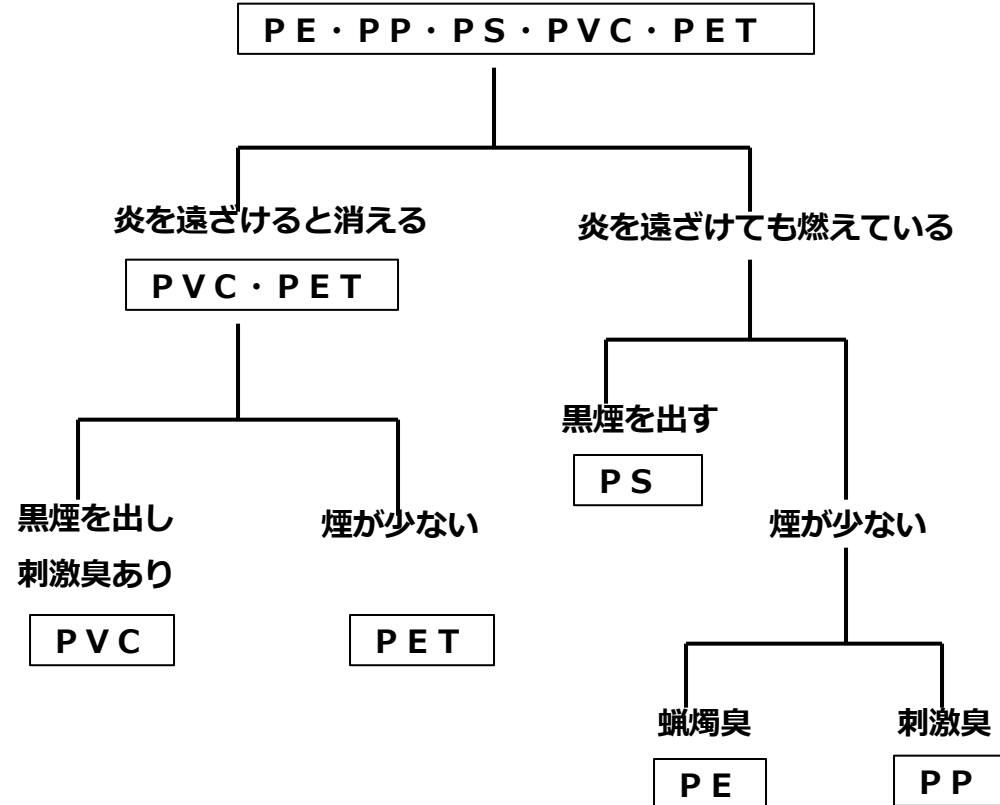 ＰＥ・ＰＰ・ＰＳ・ＰＶＣ・ＰＥＴ
炎を遠ざけると消える
炎を遠ざけても燃えている
ＰＶＣ・ＰＥＴ
黒煙を出す
ＰＳ
黒煙を出し
刺激臭あり
煙が少ない
煙が少ない
ＰＶＣ
ＰＥＴ
蝋燭臭
刺激臭
ＰＥ
ＰＰ